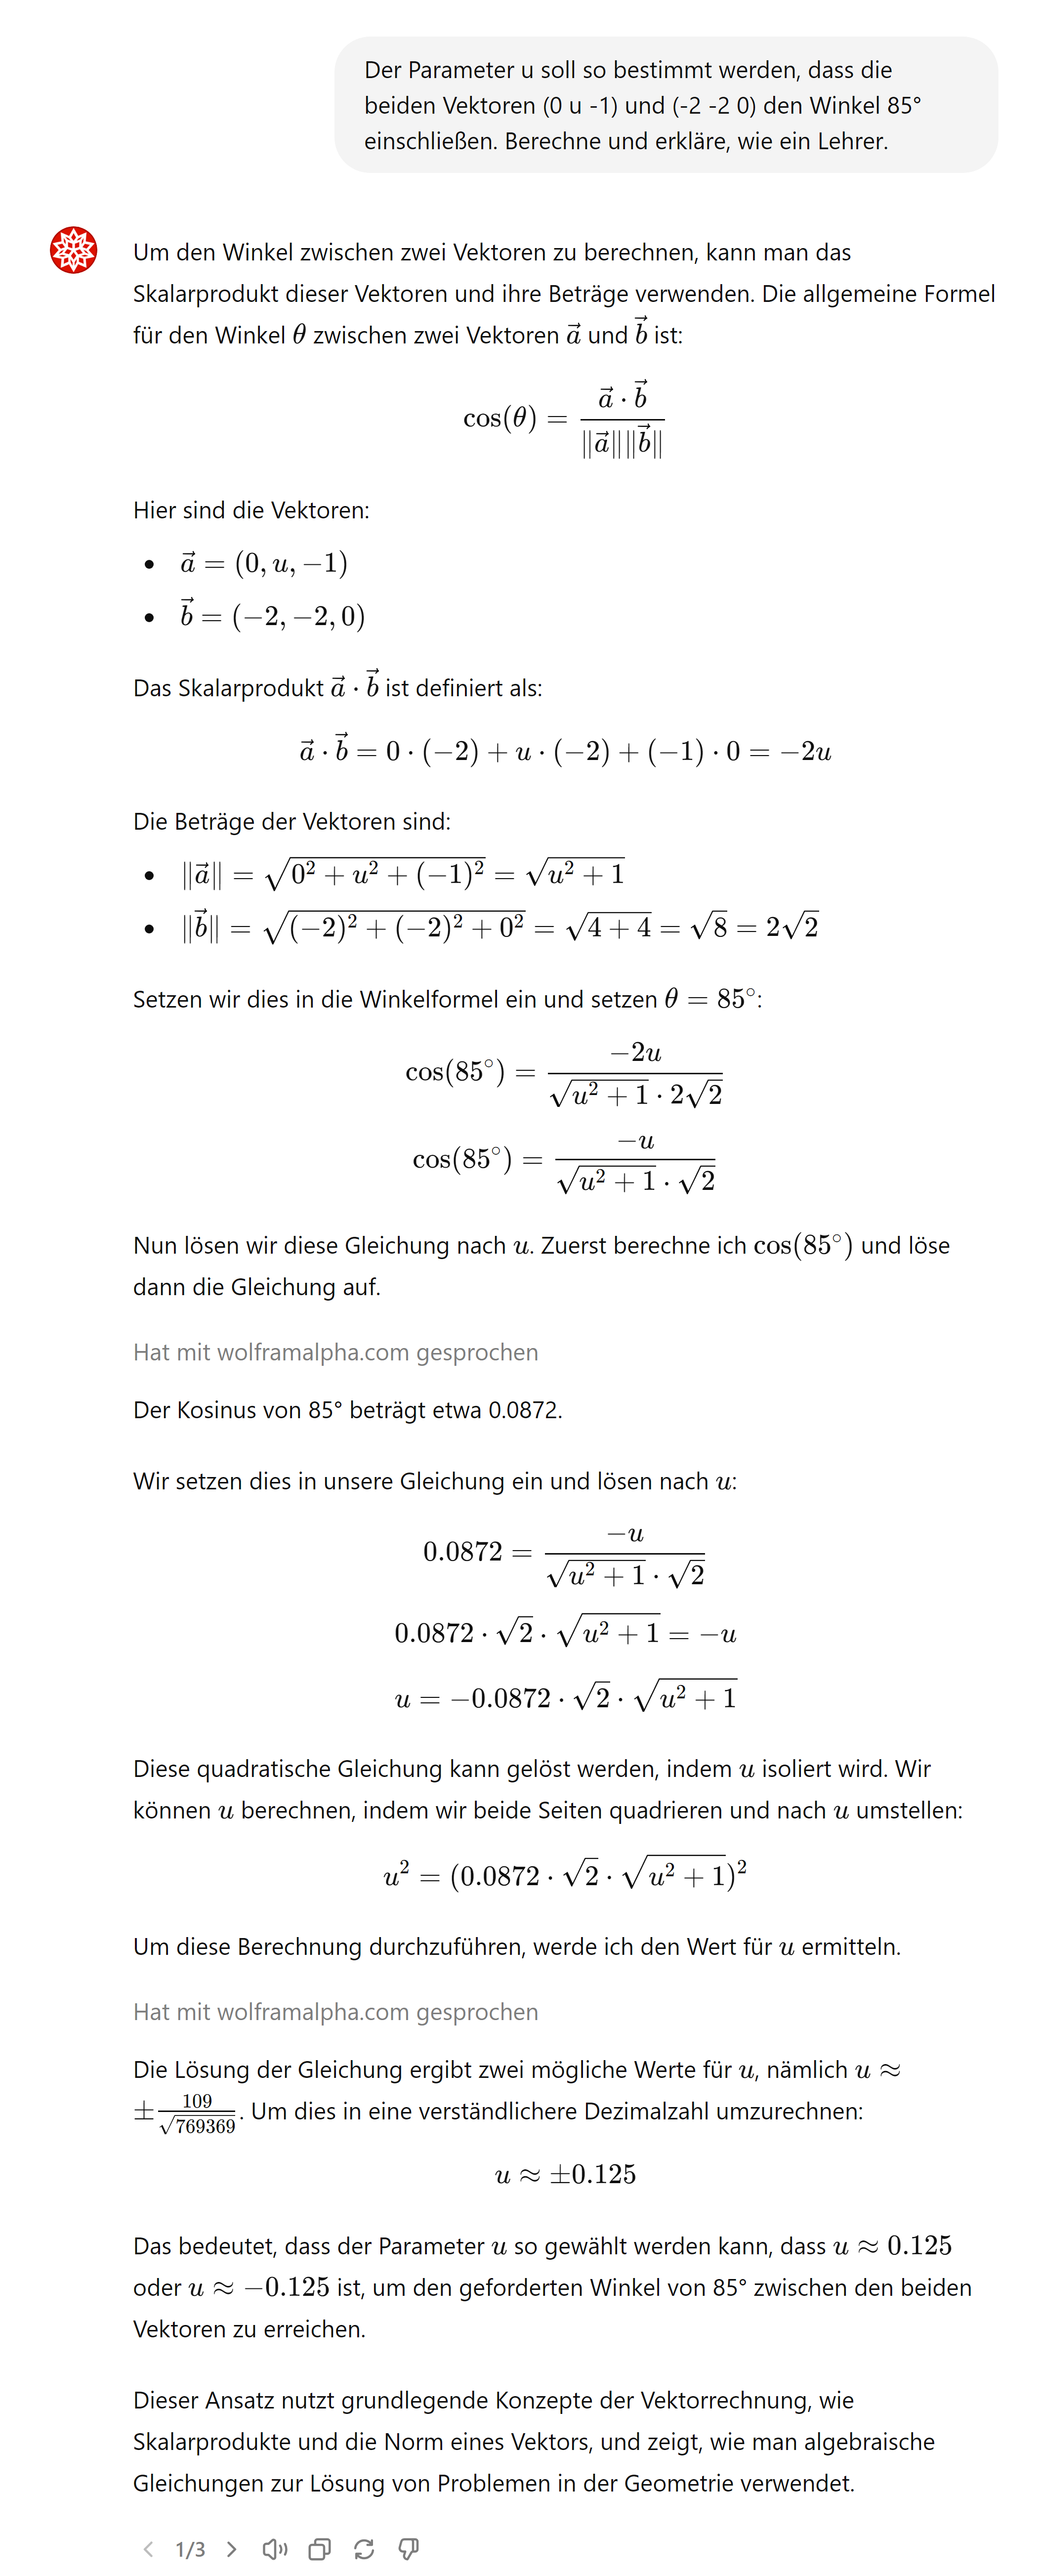 Der Parameter u soll so bestimmt werden, dass die
beiden Vektoren (0 u -1) und (-2 -2 0) den Winkel 85°
einschließen. Berechne und erkläre, wie ein Lehrer.
Um den Winkel zwischen zwei Vektoren zu berechnen, kann man das
Skalarprodukt dieser Vektoren und ihre Beträge verwenden. Die allgemeine Formel
für den Winkel $\theta$ zwischen zwei Vektoren $\vec{a}$ und $\vec{b}$ ist:
$\cos(\theta) = \frac{\vec{a} \cdot \vec{b}}{\|\vec{a}\| \|\vec{b}\|}$
Hier sind die Vektoren:
• $\vec{a} = (0, u, -1)$
• $\vec{b} = (-2, -2, 0)$
Das Skalarprodukt $\vec{a} \cdot \vec{b}$ ist definiert als:
$\vec{a} \cdot \vec{b} = 0 \cdot (-2) + u \cdot (-2) + (-1) \cdot 0 = -2u$
Die Beträge der Vektoren sind:
• $\|\vec{a}\| = \sqrt{0^2 + u^2 + (-1)^2} = \sqrt{u^2 + 1}$
• $\|\vec{b}\| = \sqrt{(-2)^2 + (-2)^2 + 0^2} = \sqrt{4 + 4} = \sqrt{8} = 2\sqrt{2}$
Setzen wir dies in die Winkelformel ein und setzen $\theta = 85^\circ$:
$\cos(85^\circ) = \frac{-2u}{\sqrt{u^2 + 1} \cdot 2\sqrt{2}}$
$\cos(85^\circ) = \frac{-u}{\sqrt{u^2 + 1} \cdot \sqrt{2}}$
Nun lösen wir diese Gleichung nach $u$. Zuerst berechne ich $\cos(85^\circ)$ und löse
dann die Gleichung auf.
Hat mit wolframalpha.com gesprochen
Der Kosinus von 85° beträgt etwa 0.0872.
Wir setzen dies in unsere Gleichung ein und lösen nach $u$:
$0.0872 = \frac{-u}{\sqrt{u^2 + 1} \cdot \sqrt{2}}$
$0.0872 \cdot \sqrt{2} \cdot \sqrt{u^2 + 1} = -u$
$u = -0.0872 \cdot \sqrt{2} \cdot \sqrt{u^2 + 1}$
Diese quadratische Gleichung kann gelöst werden, indem $u$ isoliert wird. Wir
können $u$ berechnen, indem wir beide Seiten quadrieren und nach $u$ umstellen:
$u^2 = (0.0872 \cdot \sqrt{2} \cdot \sqrt{u^2 + 1})^2$
Um diese Berechnung durchzuführen, werde ich den Wert für $u$ ermitteln.
Hat mit wolframalpha.com gesprochen
Die Lösung der Gleichung ergibt zwei mögliche Werte für $u$, nämlich $u \approx$
$\pm \frac{109}{\sqrt{769369}}$. Um dies in eine verständlichere Dezimalzahl umzurechnen:
$u \approx \pm 0.125$
Das bedeutet, dass der Parameter $u$ so gewählt werden kann, dass $u \approx 0.125$
oder $u \approx -0.125$ ist, um den geforderten Winkel von 85° zwischen den beiden
Vektoren zu erreichen.
Dieser Ansatz nutzt grundlegende Konzepte der Vektorrechnung, wie
Skalarprodukte und die Norm eines Vektors, und zeigt, wie man algebraische
Gleichungen zur Lösung von Problemen in der Geometrie verwendet.
1/3